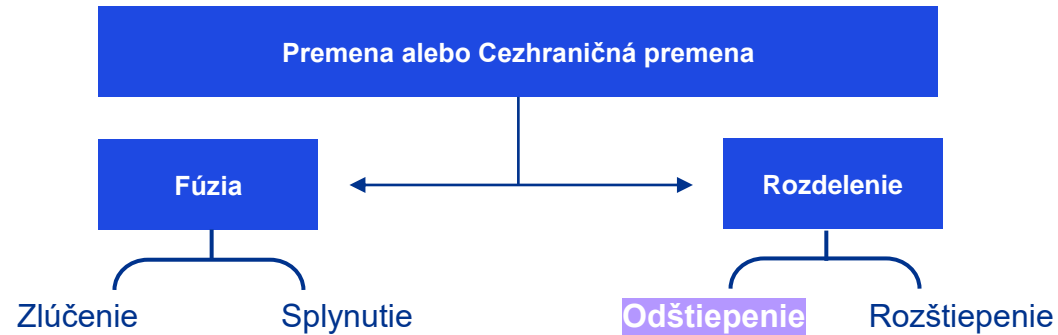 Premena alebo Cezhraničná premena
Fúzia
Rozdelenie
Zlúčenie
Splynutie
Odštiepenie
Rozštiepenie